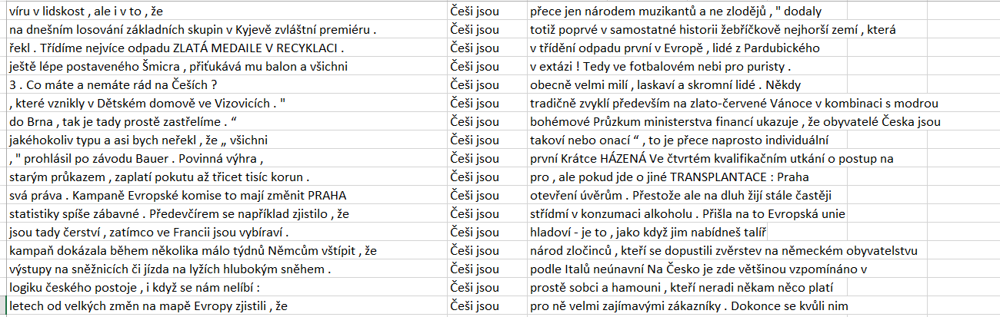 víru v lidskost , ale i v to , že Češi jsou přece jen národem muzikantů a ne zlodějů , " dodaly
na dnešním losování základních skupin v Kyjevě zvláštní premiéru . Češi jsou totiž poprvé v samostatné historii žebříčkově nejhorší zemí , která
řekl . Třídíme nejvíce odpadu ZLATÁ MEDAILE V RECYKLACI . Češi jsou v třídění odpadu první v Evropě , lidé z Pardubického
ještě lépe postaveného Šmicra , přiťukává mu balon a všichni Češi jsou v extázi ! Tedy ve fotbalovém nebi pro puristy .
3 . Co máte a nemáte rád na Češích ? Češi jsou obecně velmi milí , laskaví a skromní lidé . Někdy
, které vznikly v Dětském domově ve Vizovicích . " Češi jsou tradičně zvyklí především na zlato-červené Vánoce v kombinaci s modrou
do Brna , tak je tady prostě zastřelíme . “ Češi jsou bohémové Průzkum ministerstva financí ukazuje , že obyvatelé Česka jsou
jakéhokoliv typu a asi bych neřekl , že „ všichni Češi jsou takoví nebo onací “ , to je přece naprosto individuální
, " prohlásil po závodu Bauer . Povinná výhra , Češi jsou první Krátce HÁZENÁ Ve čtvrtém kvalifikačním utkání o postup na
starým průkazem , zaplatí pokutu až třicet tisíc korun . Češi jsou pro , ale pokud jde o jiné TRANSPLANTACE : Praha
svá práva . Kampaně Evropské komise to mají změnit PRAHA Češi jsou otevření úvěrům . Přestože ale na dluh žijí stále častěji
statistiky spíše zábavné . Předevčírem se například zjistilo , že Češi jsou střídmí v konzumaci alkoholu . Přišla na to Evropská unie
jsou tady čerství , zatímco ve Francii jsou vybíraví . Češi jsou hladoví - je to , jako když jim nabídneš talíř
kampaň dokázala během několika málo týdnů Němcům vštípit , že Češi jsou národ zločinců , kteří se dopustili zvěrstev na německém obyvatelstvu
výstupy na sněžnicích či jízda na lyžích hlubokým sněhem . Češi jsou podle Italů neúnavní Na Česko je zde většinou vzpomínáno v
logiku českého postoje , i když se nám nelíbí : Češi jsou prostě sobci a hamouni , kteří neradi někam něco platí
letech od velkých změn na mapě Evropy zjistili , že Češi jsou pro ně velmi zajímavými zákazníky . Dokonce se kvůli nim